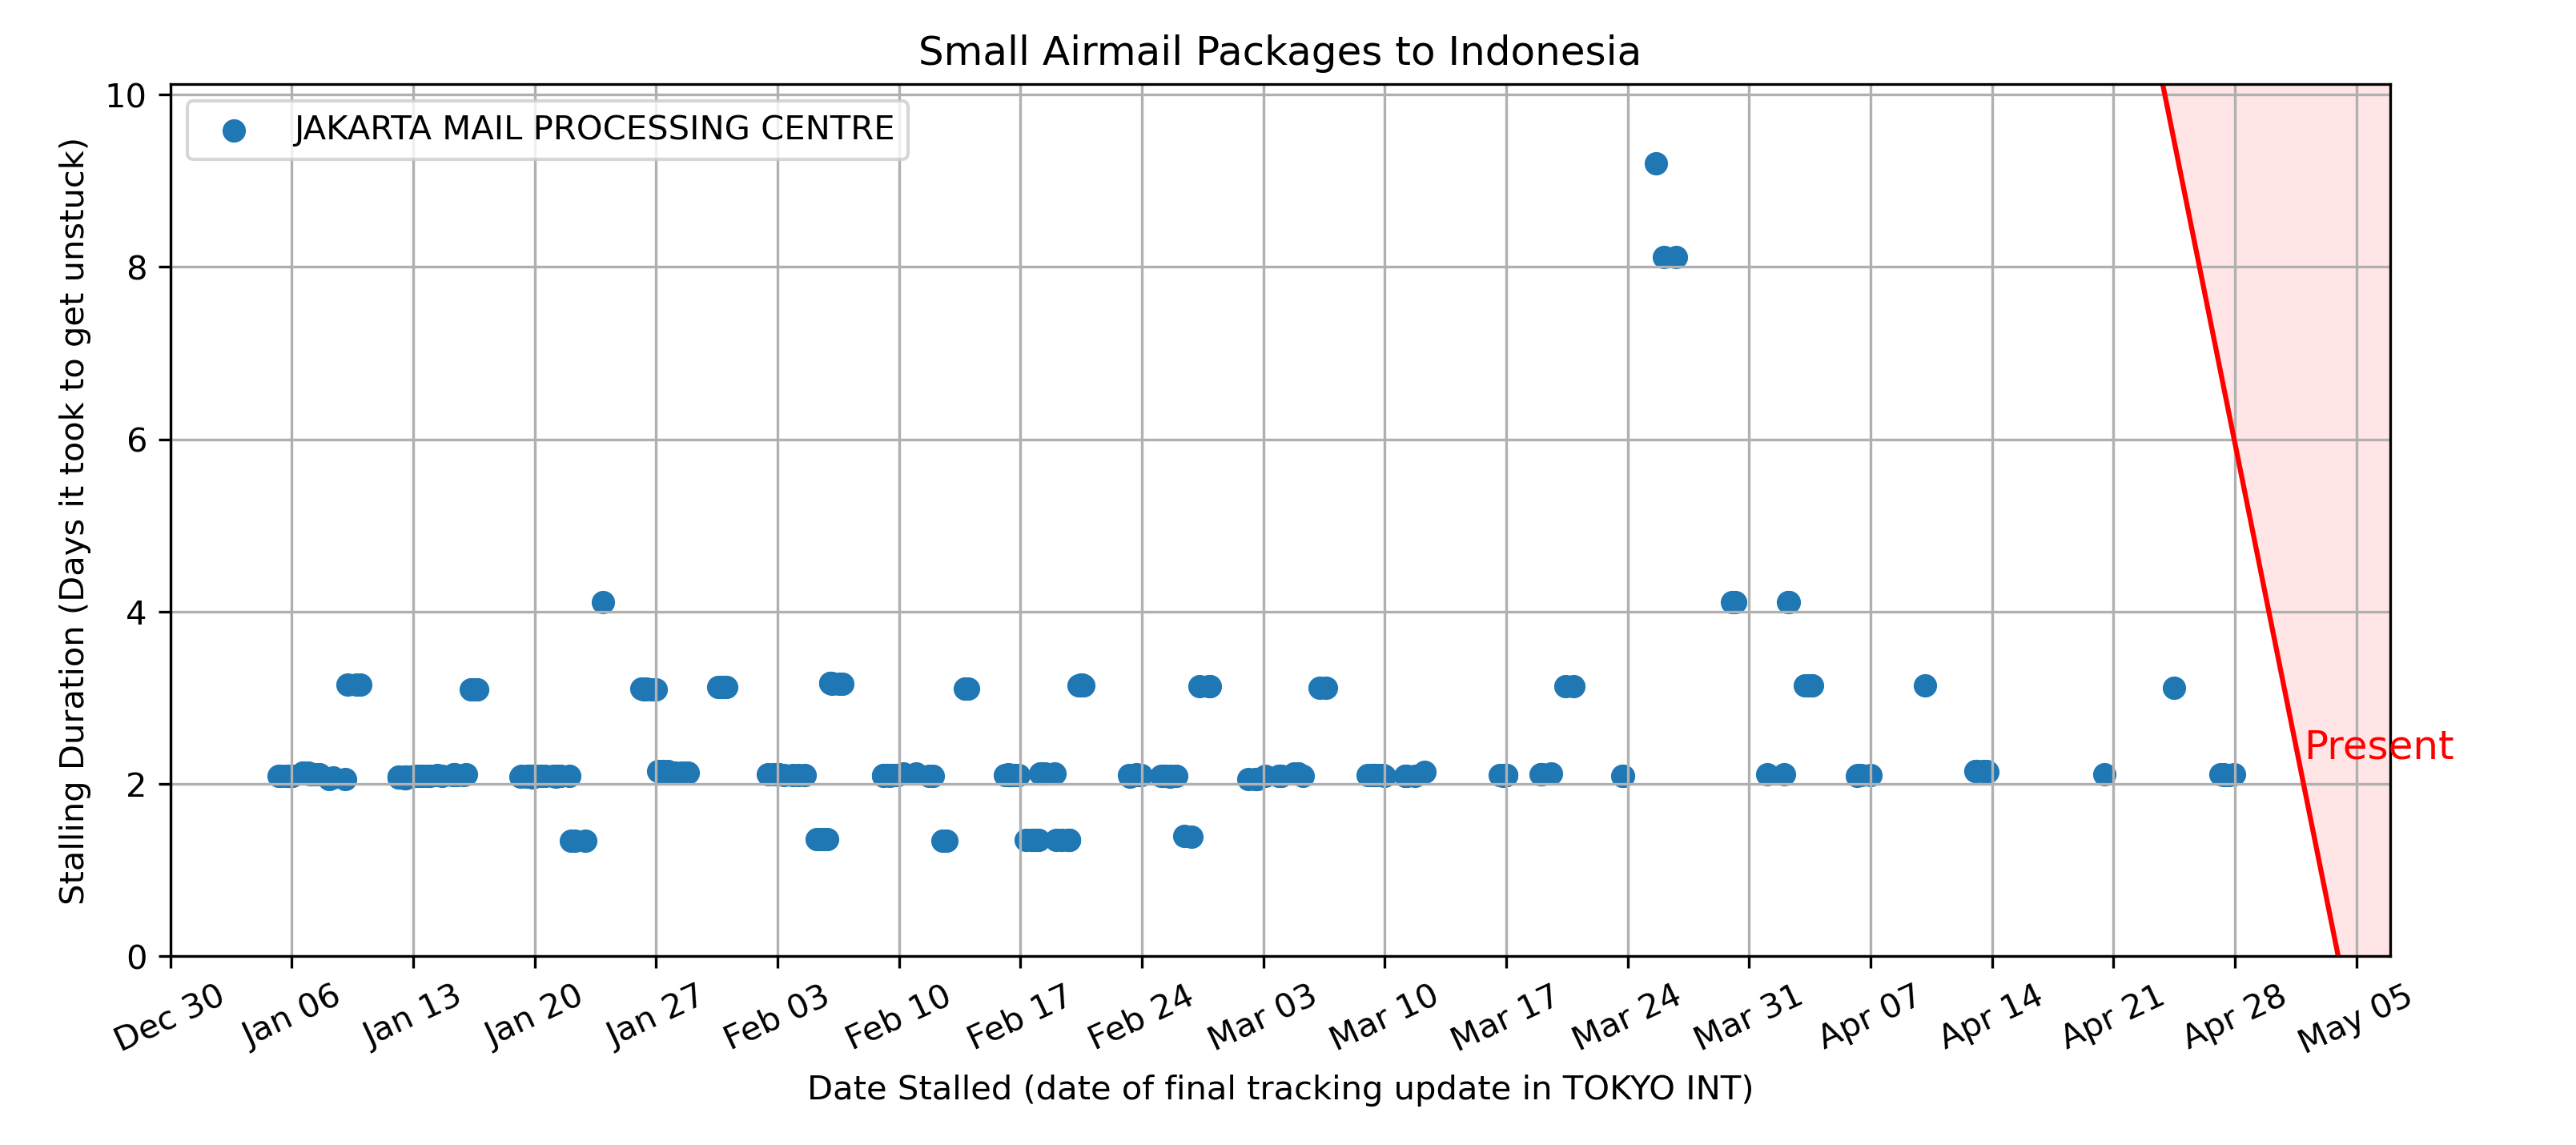 Small Airmail Packages to Indonesia
10
JAKARTA MAIL PROCESSING CENTRE
8
6
4
2
0
Stalling Duration (Days it took to get unstuck)
Present
Dec 30
Jan 06
Jan 13
Jan 20
Jan 27
Feb 03
Feb 10
Feb 17
Feb 24
Mar 03
Mar 10
Mar 17
Mar 24
Mar 31
Apr 07
Apr 14
Apr 21
Apr 28
May 05
Date Stalled (date of final tracking update in TOKYO INT)